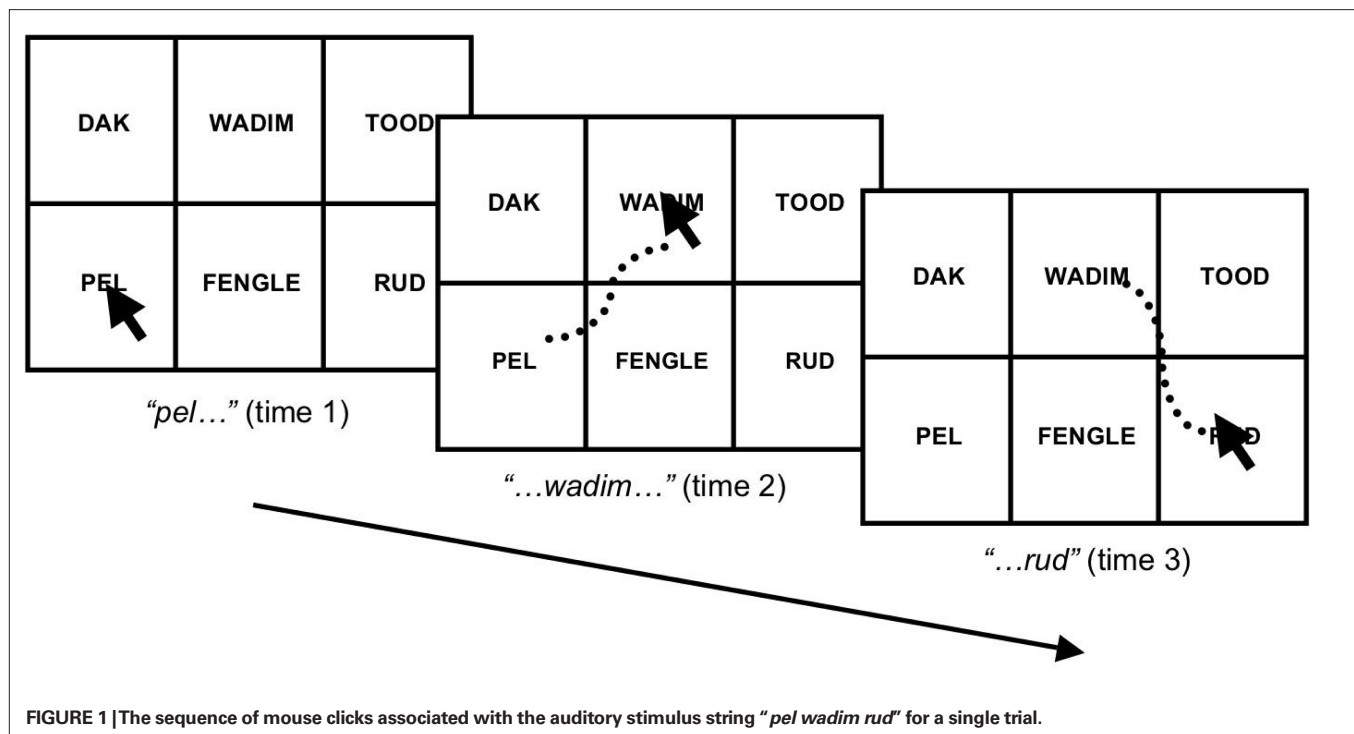 DAK WADIM TOOD
PEL FENGLE RUD
"pel…" (time 1)
DAK WADIM TOOD
PEL FENGLE RUD
"…wadim…" (time 2)
DAK WADIM TOOD
PEL FENGLE RUD
"…rud" (time 3)
FIGURE 1 | The sequence of mouse clicks associated with the auditory stimulus string "pel wadim rud" for a single trial.